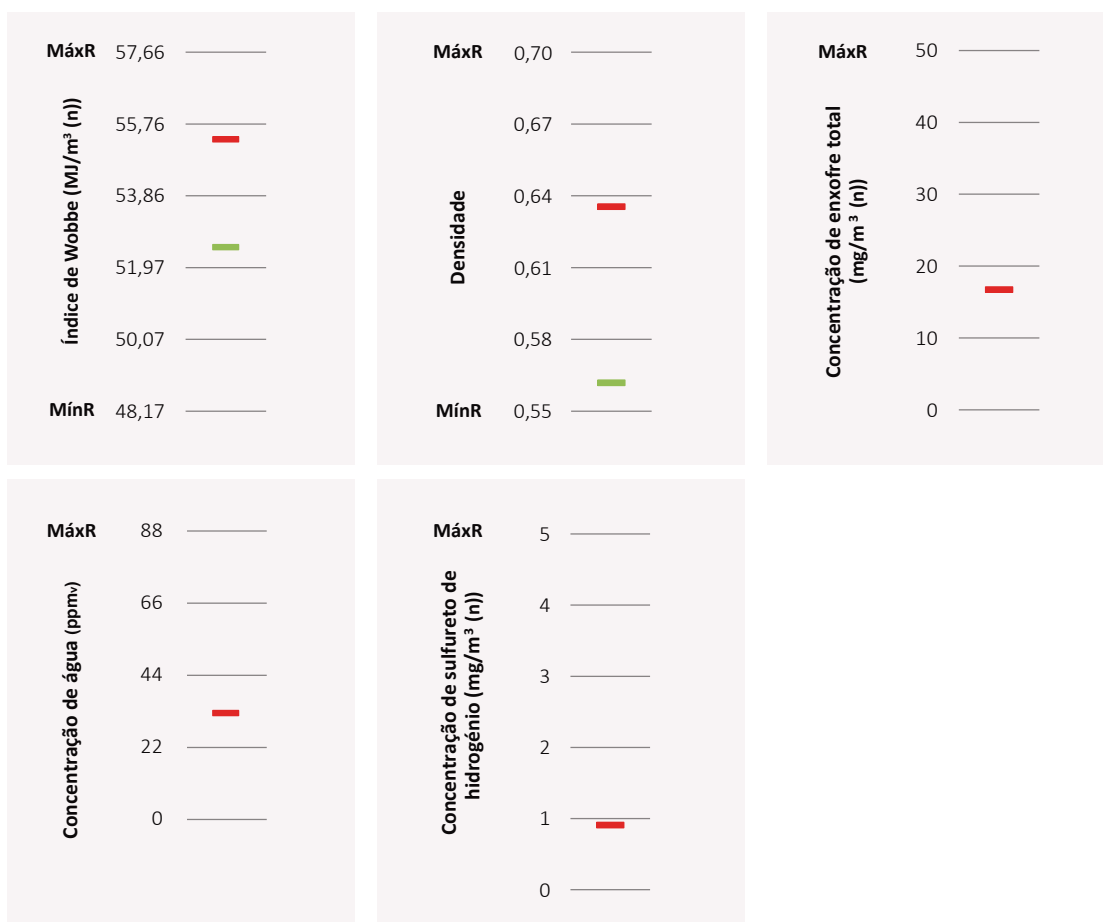 MáxR 57,66
55,76
53,86
51,97
50,07
MínR 48,17
Índice de Wobbe (MJ/m³ (n))
MáxR 0,70
0,67
0,64
0,61
0,58
MínR 0,55
Densidade
MáxR 50
40
30
20
10
0
Concentração de enxofre total
(mg/m³ (n))
MáxR 88
66
44
22
0
Concentração de água (ppmv)
MáxR 5
4
3
2
1
0
Concentração de sulfureto de
hidrogénio (mg/m³ (n))